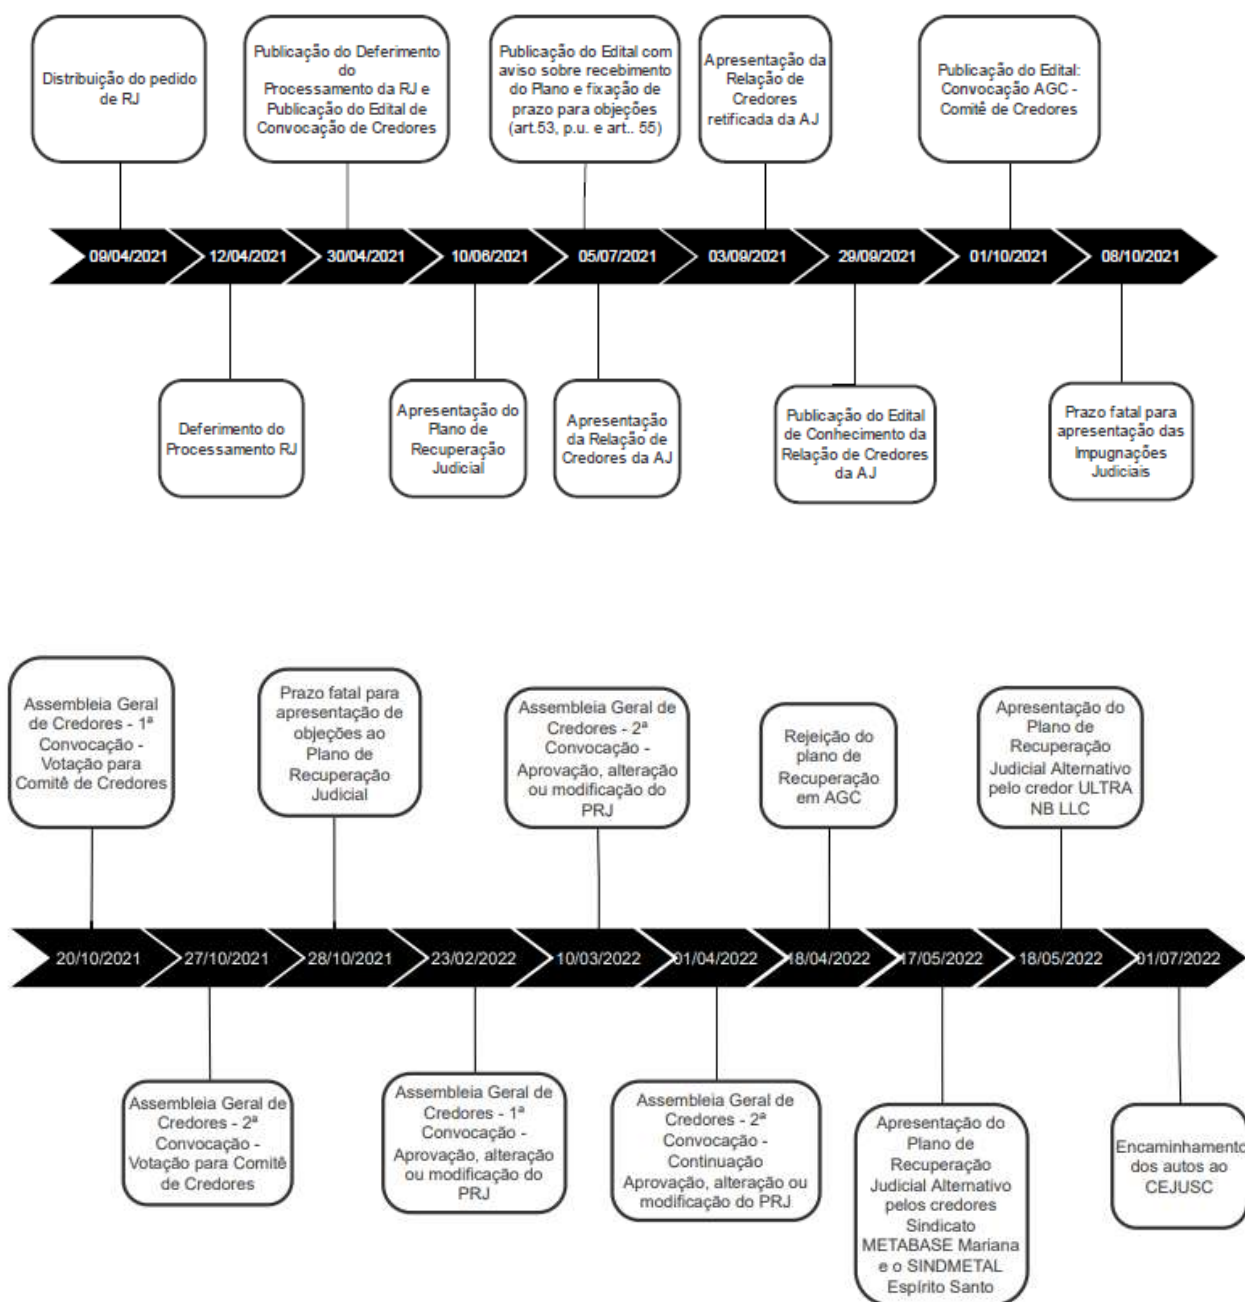 Distribuição do pedido
de RJ
Publicação do Deferimento
do
Processamento da RJ e
Publicação do Edital de
Convocação de Credores
Publicação do Edital com
aviso sobre recebimento
do Plano e fixação de
prazo para objeções
(art.53, p.u. e art.. 55)
Apresentação da
Relação de
Credores
retificada da AJ
Publicação do Edital:
Convocação AGC -
Comitê de Credores
09/04/2021
12/04/2021
30/04/2021
10/06/2021
05/07/2021
03/09/2021
29/09/2021
01/10/2021
08/10/2021
Deferimento do
Processamento RJ
Apresentação do
Plano de
Recuperação
Judicial
Apresentação
da Relação de
Credores da AJ
Publicação do Edital
de Conhecimento da
Relação de Credores
da AJ
Prazo fatal para
apresentação das
Impugnações
Judiciais
Assembleia Geral
de Credores - 1ª
Convocação -
Votação para
Comitê de Credores
Prazo fatal para
apresentação de
objeções ao
Plano de
Recuperação
Judicial
Assembleia Geral de
Credores - 2ª
Convocação -
Aprovação, alteração
ou modificação do
PRJ
Rejeição do
plano de
Recuperação
em AGC
Apresentação do
Plano de
Recuperação
Judicial Alternativo
pelo credor ULTRA
NB LLC
20/10/2021
27/10/2021
28/10/2021
23/02/2022
10/03/2022
01/04/2022
18/04/2022
17/05/2022
18/05/2022
01/07/2022
Assembleia Geral de
Credores - 2ª
Convocação -
Votação para Comitê
de Credores
Assembleia Geral de
Credores - 1ª
Convocação -
Aprovação, alteração
ou modificação do
PRJ
Assembleia Geral de
Credores - 2ª
Convocação -
Continuação
Aprovação, alteração ou
modificação do PRJ
Apresentação do
Plano de
Recuperação
Judicial Alternativo
pelos credores
Sindicato
METABASE Mariana
e o SINDMETAL
Espírito Santo
Encaminhamento
dos autos ao
CEJUSC